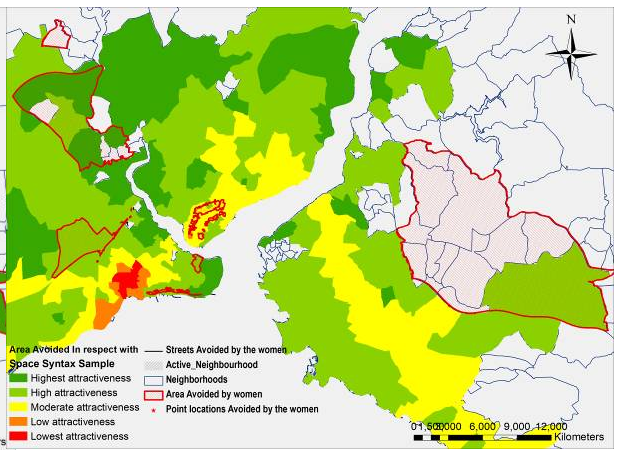 N
Area Avoided In respect with
Space Syntax Sample
Highest attractiveness
High attractiveness
Moderate attractiveness
Low attractiveness
Lowest attractiveness
Streets Avoided by the women
Active_Neighbourhood
Neighborhoods
Area Avoided by women
Point locations Avoided by the women
6,000 9,000 12,000
Kilometers